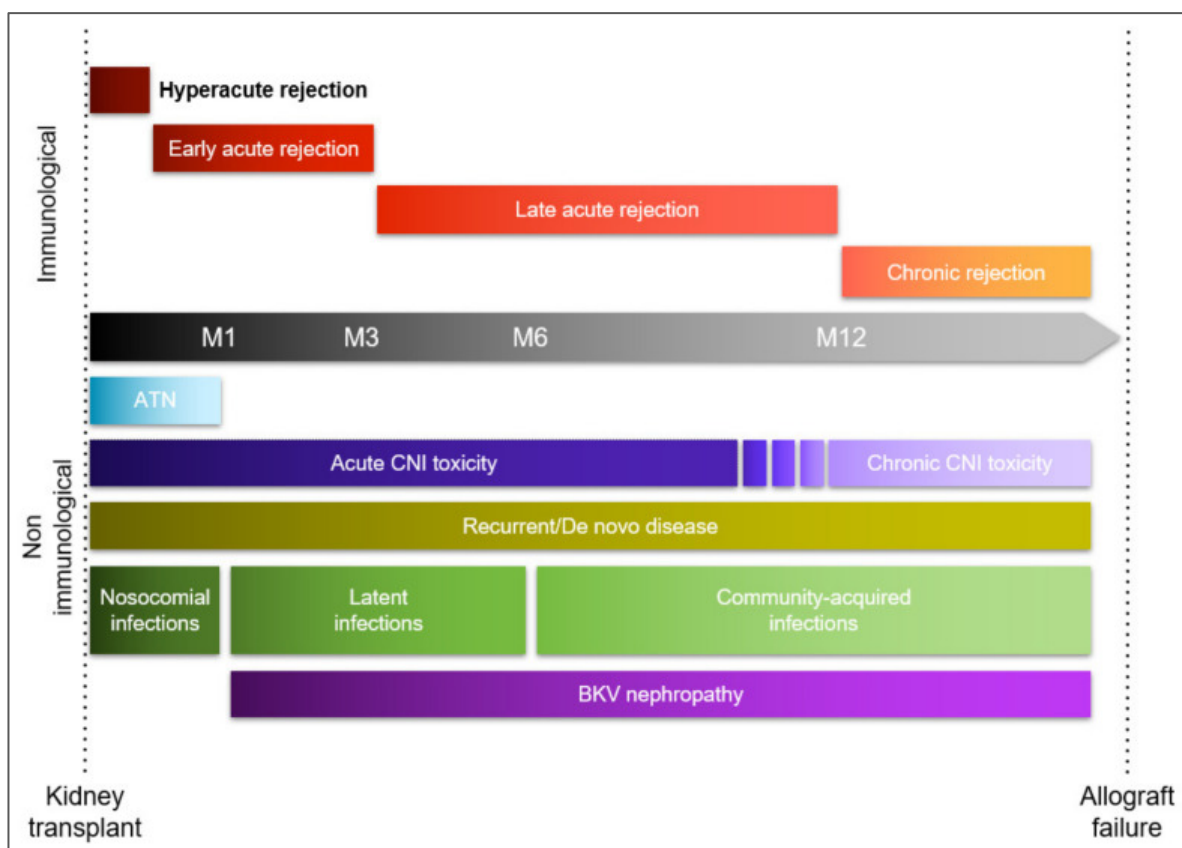 Immunological
Hyperacute rejection
Early acute rejection
Late acute rejection
Chronic rejection
M1 M3 M6 M12
Non
immunological
ATN
Acute CNI toxicity
Chronic CNI toxicity
Recurrent/De novo disease
Nosocomial
infections
Latent
infections
Community-acquired
infections
BKV nephropathy
Kidney
transplant
Allograft
failure